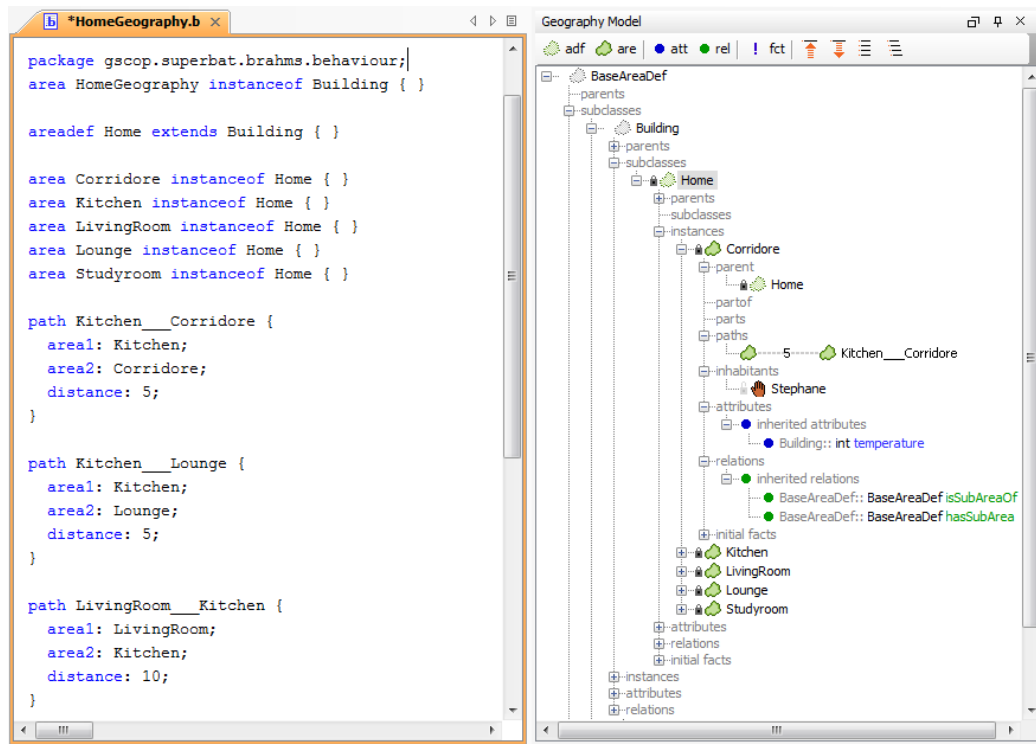 *HomeGeography.b
package gscop.superbat.brahms.behaviour;
area HomeGeography instanceof Building { }
areadef Home extends Building { }
area Corridore instanceof Home { }
area Kitchen instanceof Home { }
area LivingRoom instanceof Home { }
area Lounge instanceof Home { }
area Studyroom instanceof Home { }
path Kitchen___Corridore {
area1: Kitchen;
area2: Corridore;
distance: 5;
}
path Kitchen___Lounge {
area1: Kitchen;
area2: Lounge;
distance: 5;
}
path LivingRoom___Kitchen {
area1: LivingRoom;
area2: Kitchen;
distance: 10;
}
Geography Model
adf are att rel ! fct
BaseAreaDef
parents
subclasses
Building
parents
subclasses
Home
parents
subclasses
instances
Corridore
parent
Home
partof
parts
paths
5 Kitchen___Corridore
inhabitants
Stephane
attributes
inherited attributes
Building:: int temperature
relations
inherited relations
BaseAreaDef:: BaseAreaDef isSubAreaOf
BaseAreaDef:: BaseAreaDef hasSubArea
initial facts
Kitchen
LivingRoom
Lounge
Studyroom
attributes
relations
initial facts
instances
attributes
relations